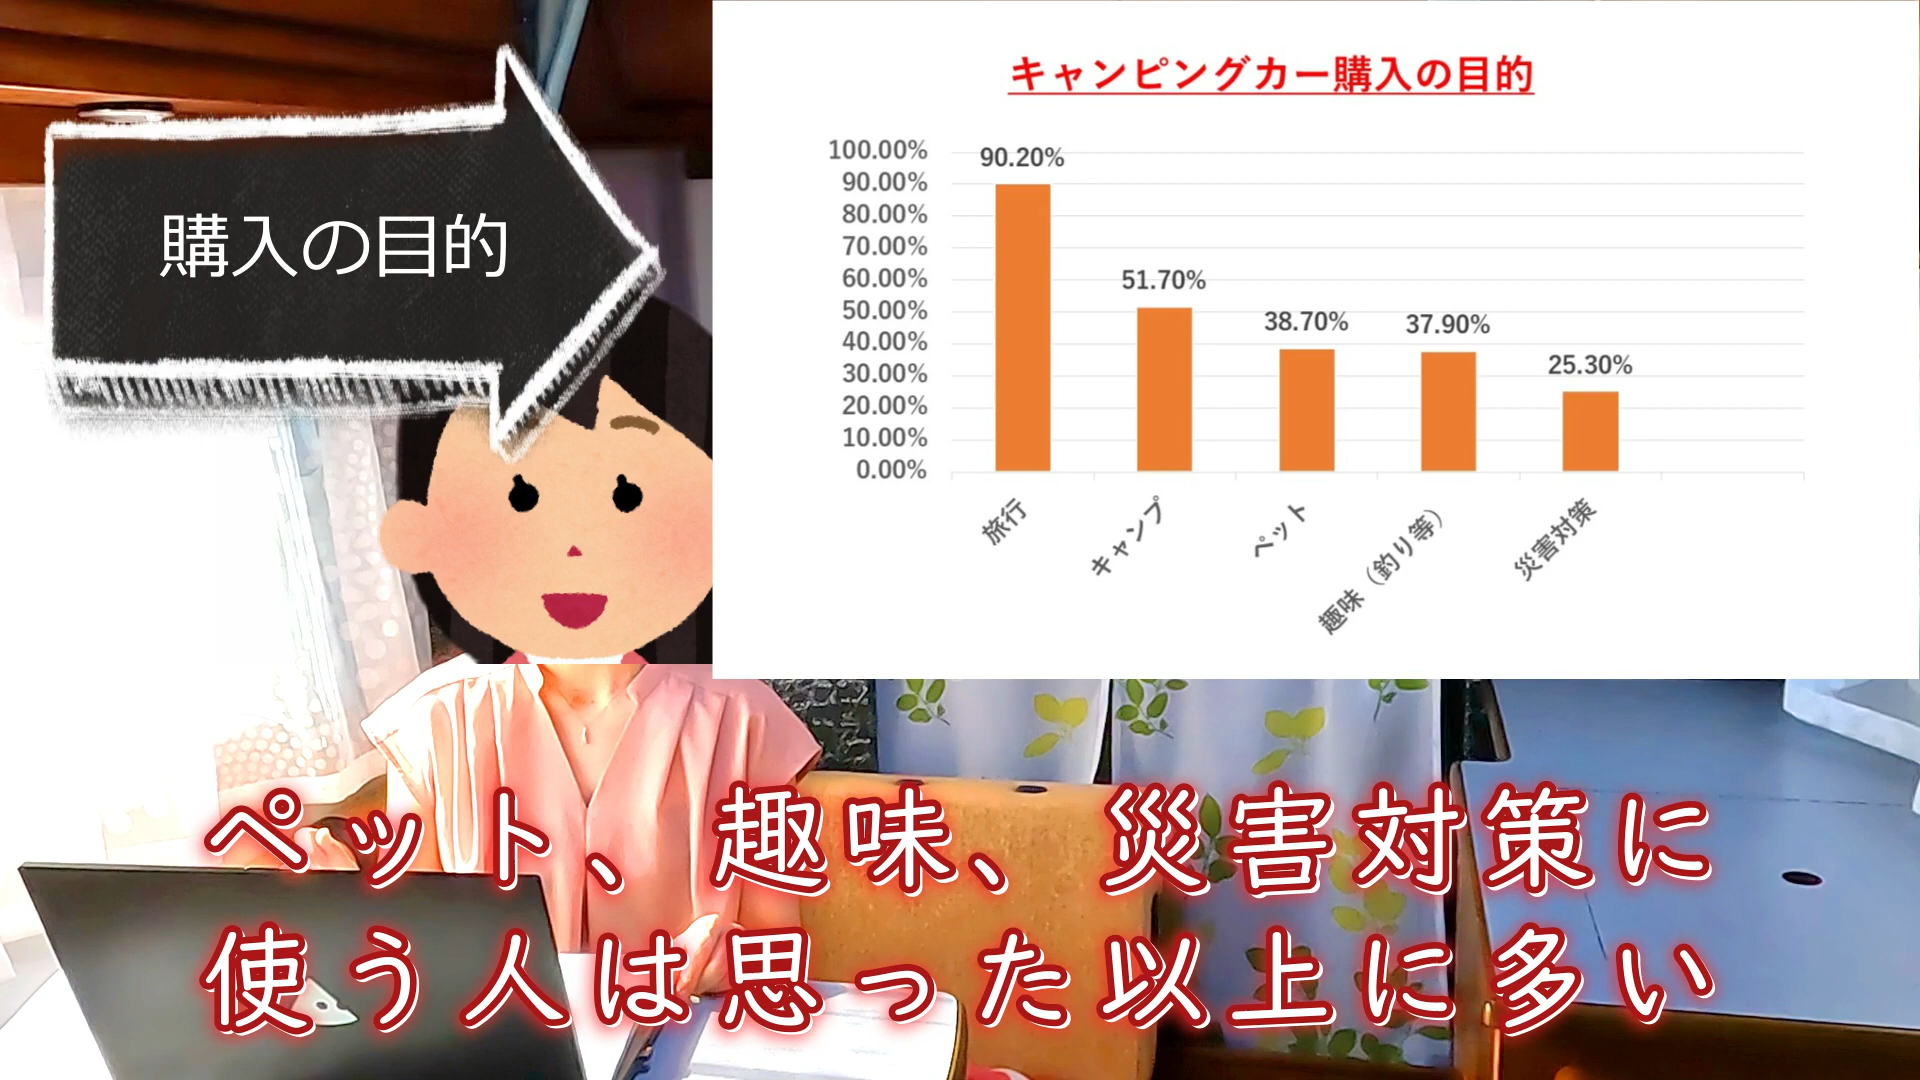 購入の目的
キャンピングカー購入の目的
100.00%
90.00%
80.00%
70.00%
60.00%
50.00%
40.00%
30.00%
20.00%
10.00%
0.00%
90.20%
51.70%
38.70%
37.90%
25.30%
旅行
キャンプ
ペット
趣味（釣り等）
災害対策
ペット、趣味、災害対策に
使う人は思った以上に多い